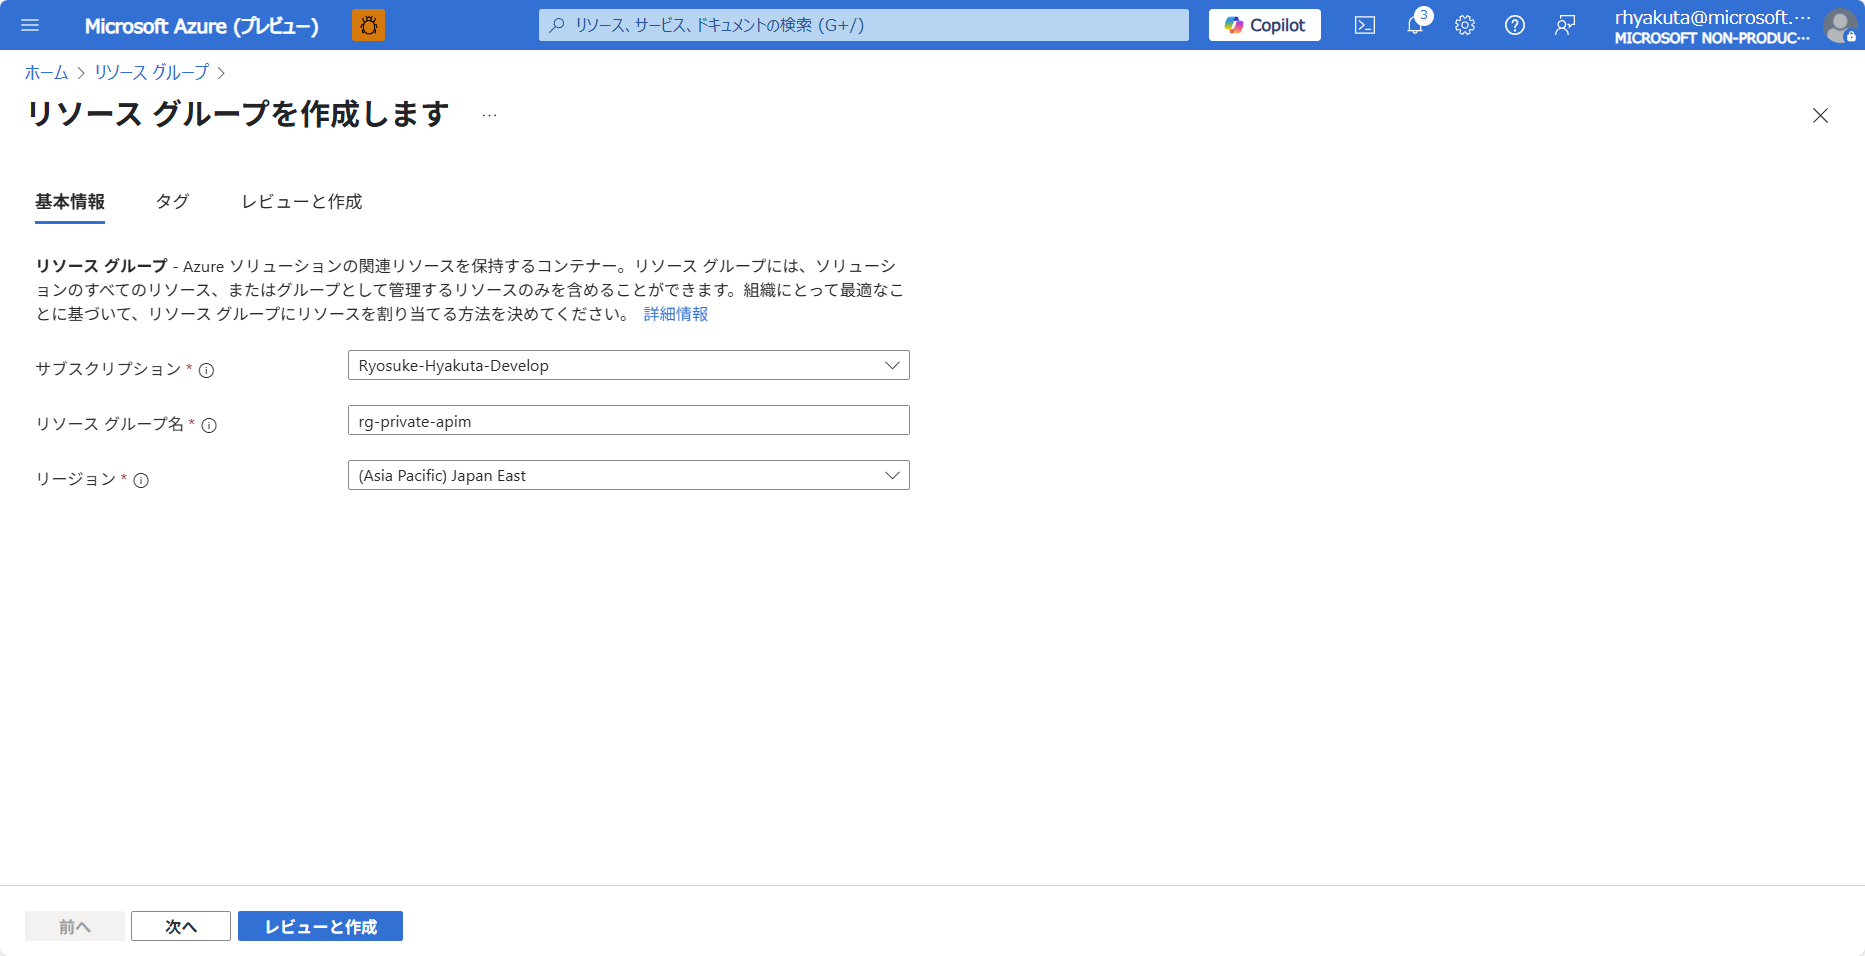 Microsoft Azure (プレビュー)
リソース、サービス、ドキュメントの検索 (G+/)
Copilot
3
rhyakuta@microsoft.…
MICROSOFT NON-PRODUC…
ホーム > リソース グループ >
リソース グループを作成します …
基本情報 タグ レビューと作成
リソース グループ - Azure ソリューションの関連リソースを保持するコンテナー。リソース グループには、ソリューシ
ョンのすべてのリソース、またはグループとして管理するリソースのみを含めることができます。組織にとって最適なこ
とに基づいて、リソース グループにリソースを割り当てる方法を決めてください。 詳細情報
サブスクリプション *
Ryosuke-Hyakuta-Develop
リソース グループ名 *
rg-private-apim
リージョン *
(Asia Pacific) Japan East
前へ 次へ レビューと作成